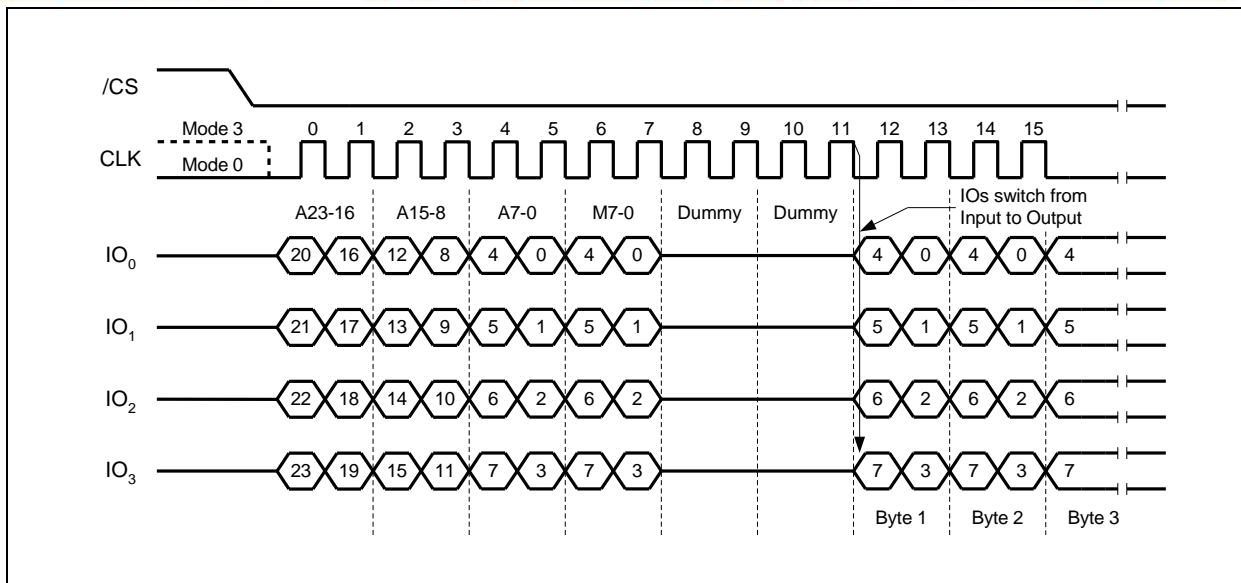 /CS
Mode 3 0 1 2 3 4 5 6 7 8 9 10 11 12 13 14 15
CLK
Mode 0
IOs switch from
Input to Output
A23-16 A15-8 A7-0 M7-0 Dummy Dummy
IO0 20 16 12 8 4 0 4 0 4 0 4 0 4
IO1 21 17 13 9 5 1 5 1 5 1 5 1 5
IO2 22 18 14 10 6 2 6 2 6 2 6 2 6
IO3 23 19 15 11 7 3 7 3 7 3 7 3 7
Byte 1 Byte 2 Byte 3